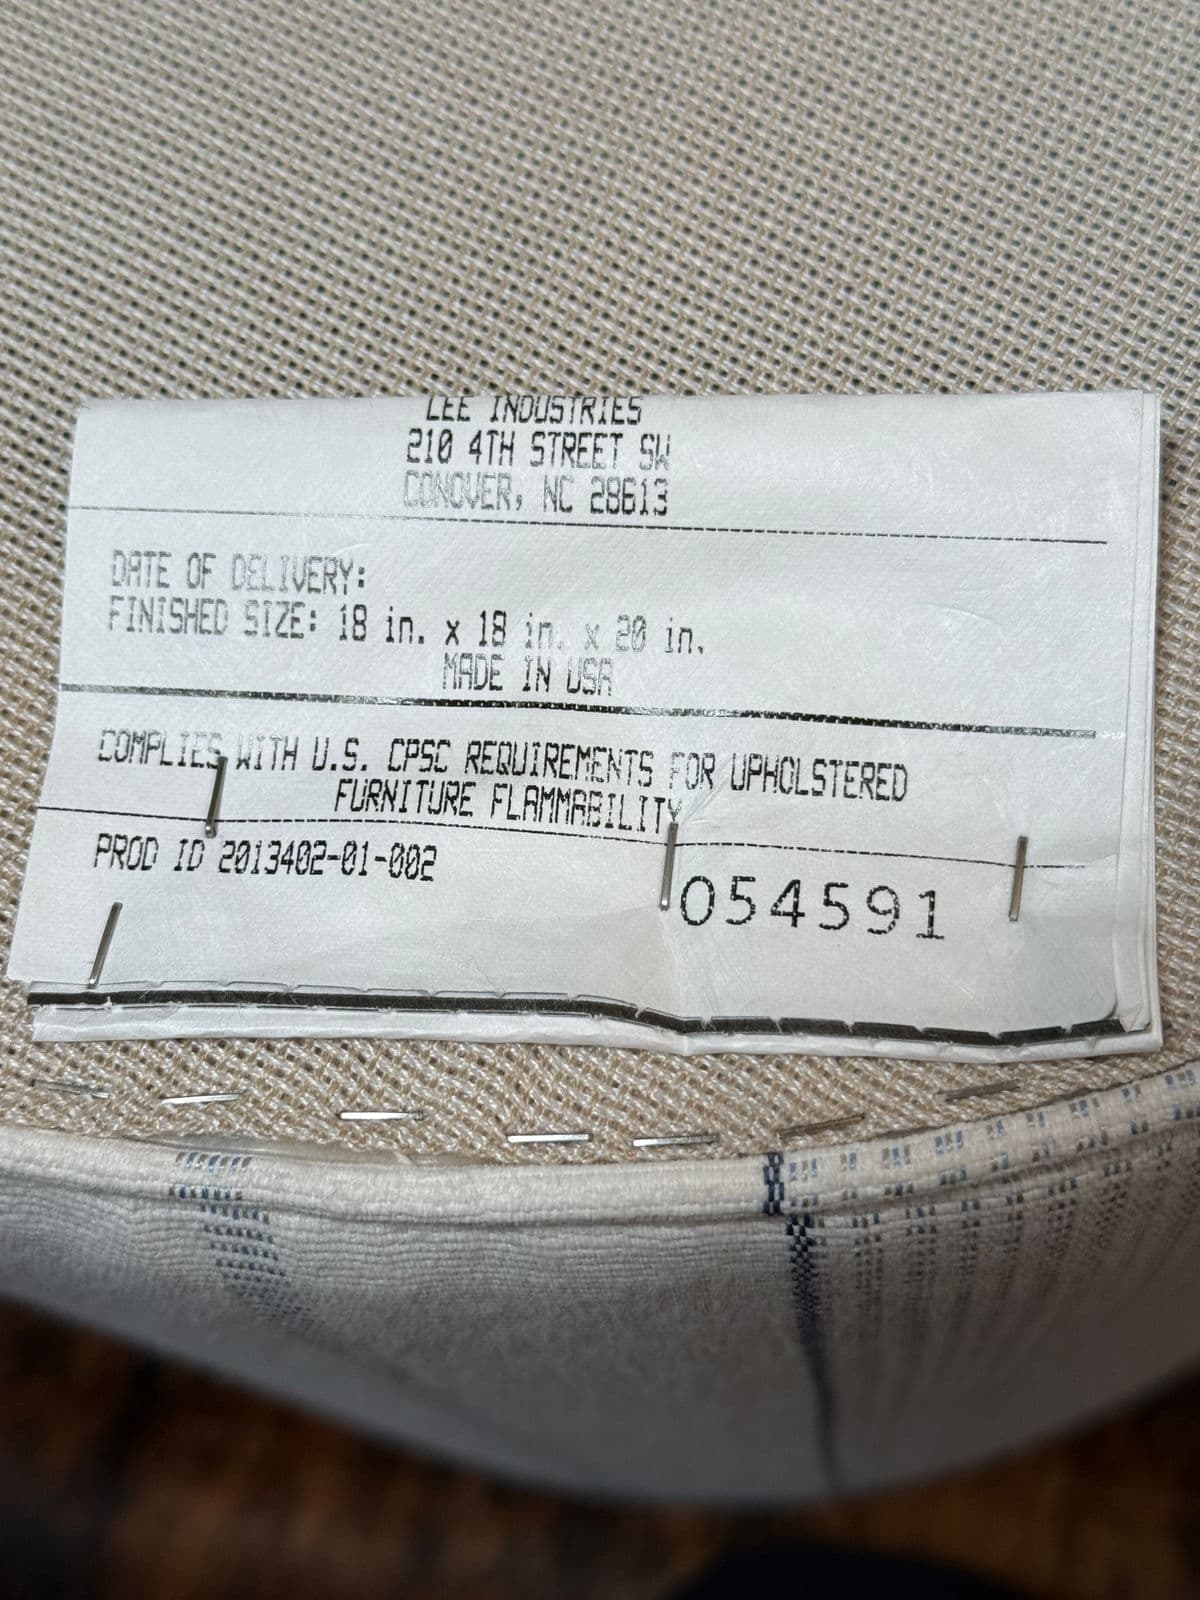 LEE INDUSTRIES
210 4TH STREET SW
CONOVER, NC 28613
DATE OF DELIVERY:
FINISHED SIZE: 18 in. x 18 in. x 20 in.
MADE IN USA
COMPLIES WITH U.S. CPSC REQUIREMENTS FOR UPHOLSTERED
FURNITURE FLAMMABILITY
PROD ID 2013402-01-002
054591